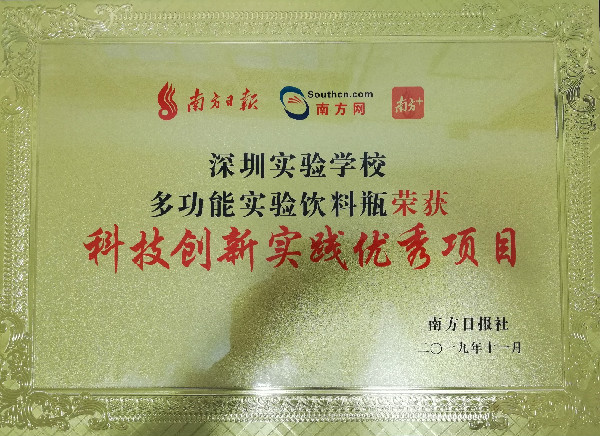 南方日报 Southcn.com 南方网 南方+
深圳实验学校
多功能实验饮料瓶荣获
科技创新实践优秀项目
南方日报社
二〇一九年十一月